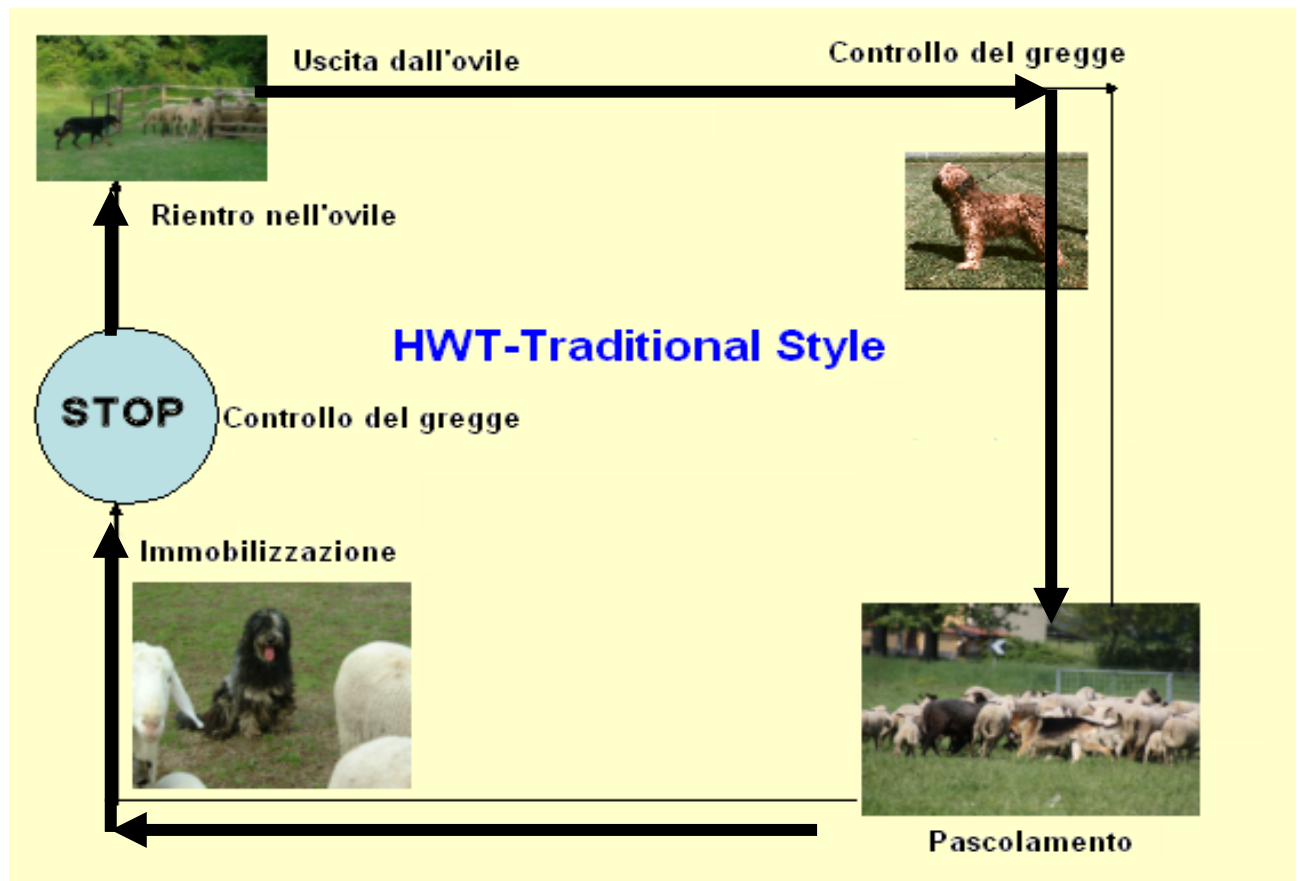 Uscita dall'ovile
Controllo del gregge
Rientro nell'ovile
HWT-Traditional Style
STOP
Controllo del gregge
Immobilizzazione
Pascolamento